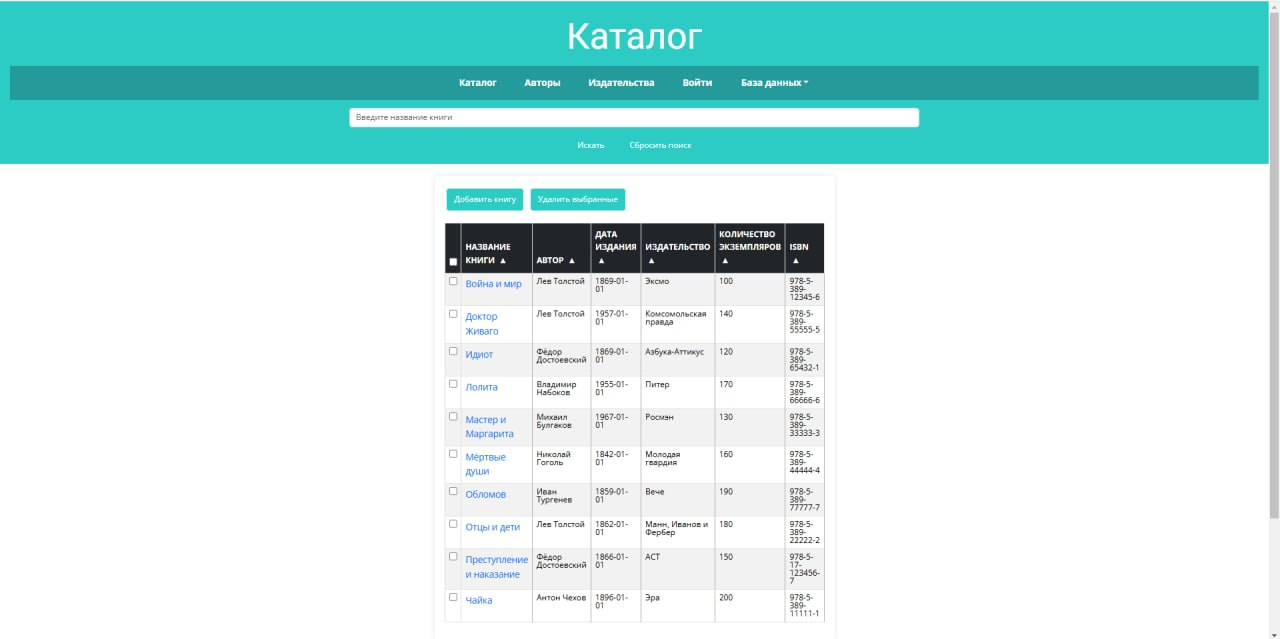 Каталог
Каталог Авторы Издательства Войти База данных
Введите название книги
Искать Сбросить поиск
Добавить книгу Удалить выбранные
НАЗВАНИЕ КНИГИ ▲ АВТОР ▲ ДАТА ИЗДАНИЯ ▲ ИЗДАТЕЛЬСТВО ▲ КОЛИЧЕСТВО ЭКЗЕМПЛЯРОВ ▲ ISBN ▲
Война и мир Лев Толстой 1869-01-01 Эксмо 100 978-5-389-12345-6
Доктор Живаго Лев Толстой 1957-01-01 Комсомольская правда 140 978-5-389-55555-5
Идиот Фёдор Достоевский 1869-01-01 Азбука-Аттикус 120 978-5-389-65432-1
Лолита Владимир Набоков 1955-01-01 Питер 170 978-5-389-66666-6
Мастер и Маргарита Михаил Булгаков 1967-01-01 Росмэн 130 978-5-389-33333-3
Мёртвые души Николай Гоголь 1842-01-01 Молодая гвардия 160 978-5-389-44444-4
Обломов Иван Тургенев 1859-01-01 Вече 190 978-5-389-77777-7
Отцы и дети Лев Толстой 1862-01-01 Манн, Иванов и Фербер 180 978-5-389-22222-2
Преступление и наказание Фёдор Достоевский 1866-01-01 АСТ 150 978-5-17-123456-7
Чайка Антон Чехов 1896-01-01 Эра 200 978-5-389-11111-1